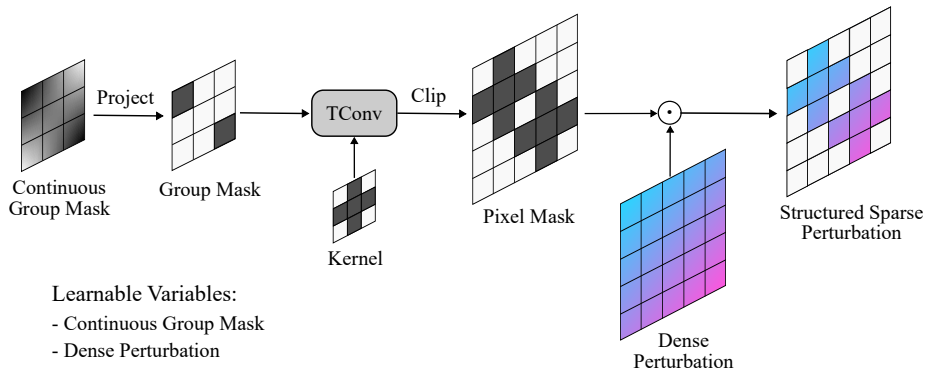 Project
TConv
Clip
Continuous
Group Mask
Group Mask
Kernel
Pixel Mask
Structured Sparse
Perturbation
Dense
Perturbation
Learnable Variables:
- Continuous Group Mask
- Dense Perturbation